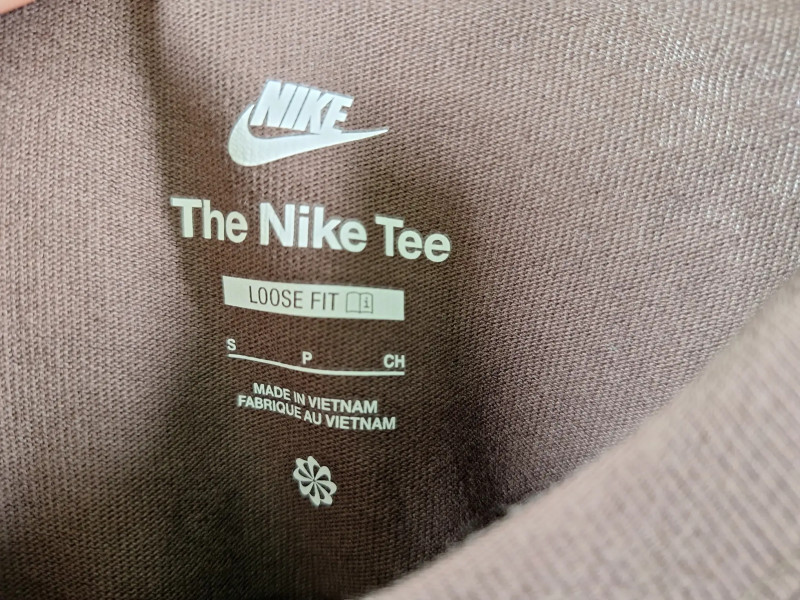 NIKE
The Nike Tee
LOOSE FIT
S P CH
MADE IN VIETNAM
FABRIQUE AU VIETNAM